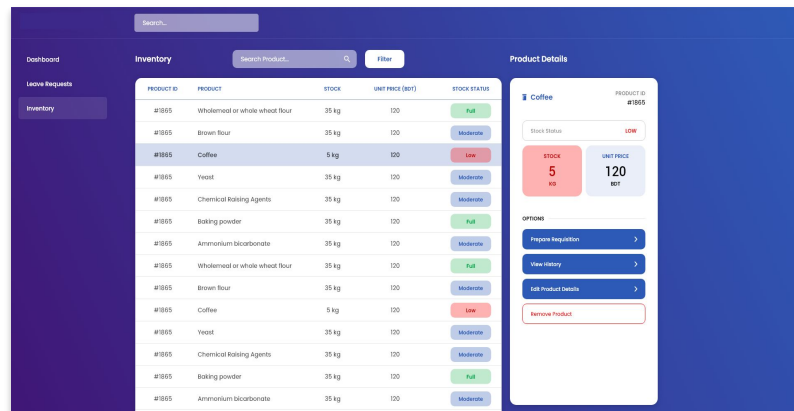 Search...
Dashboard
Leave Requests
Inventory
Inventory
Search Product...
Filter
PRODUCT ID PRODUCT STOCK UNIT PRICE (BDT) STOCK STATUS
#1865 Wholemeal or whole wheat flour 35 kg 120 Full
#1865 Brown flour 35 kg 120 Moderate
#1865 Coffee 5 kg 120 Low
#1865 Yeast 35 kg 120 Moderate
#1865 Chemical Raising Agents 35 kg 120 Moderate
#1865 Baking powder 35 kg 120 Full
#1865 Ammonium bicarbonate 35 kg 120 Moderate
#1865 Wholemeal or whole wheat flour 35 kg 120 Full
#1865 Brown flour 35 kg 120 Moderate
#1865 Coffee 5 kg 120 Low
#1865 Yeast 35 kg 120 Moderate
#1865 Chemical Raising Agents 35 kg 120 Moderate
#1865 Baking powder 35 kg 120 Full
#1865 Ammonium bicarbonate 35 kg 120 Moderate
Product Details
Coffee
PRODUCT ID
#1865
Stock Status LOW
STOCK
5
KG
UNIT PRICE
120
BDT
OPTIONS
Prepare Requisition
View History
Edit Product Details
Remove Product